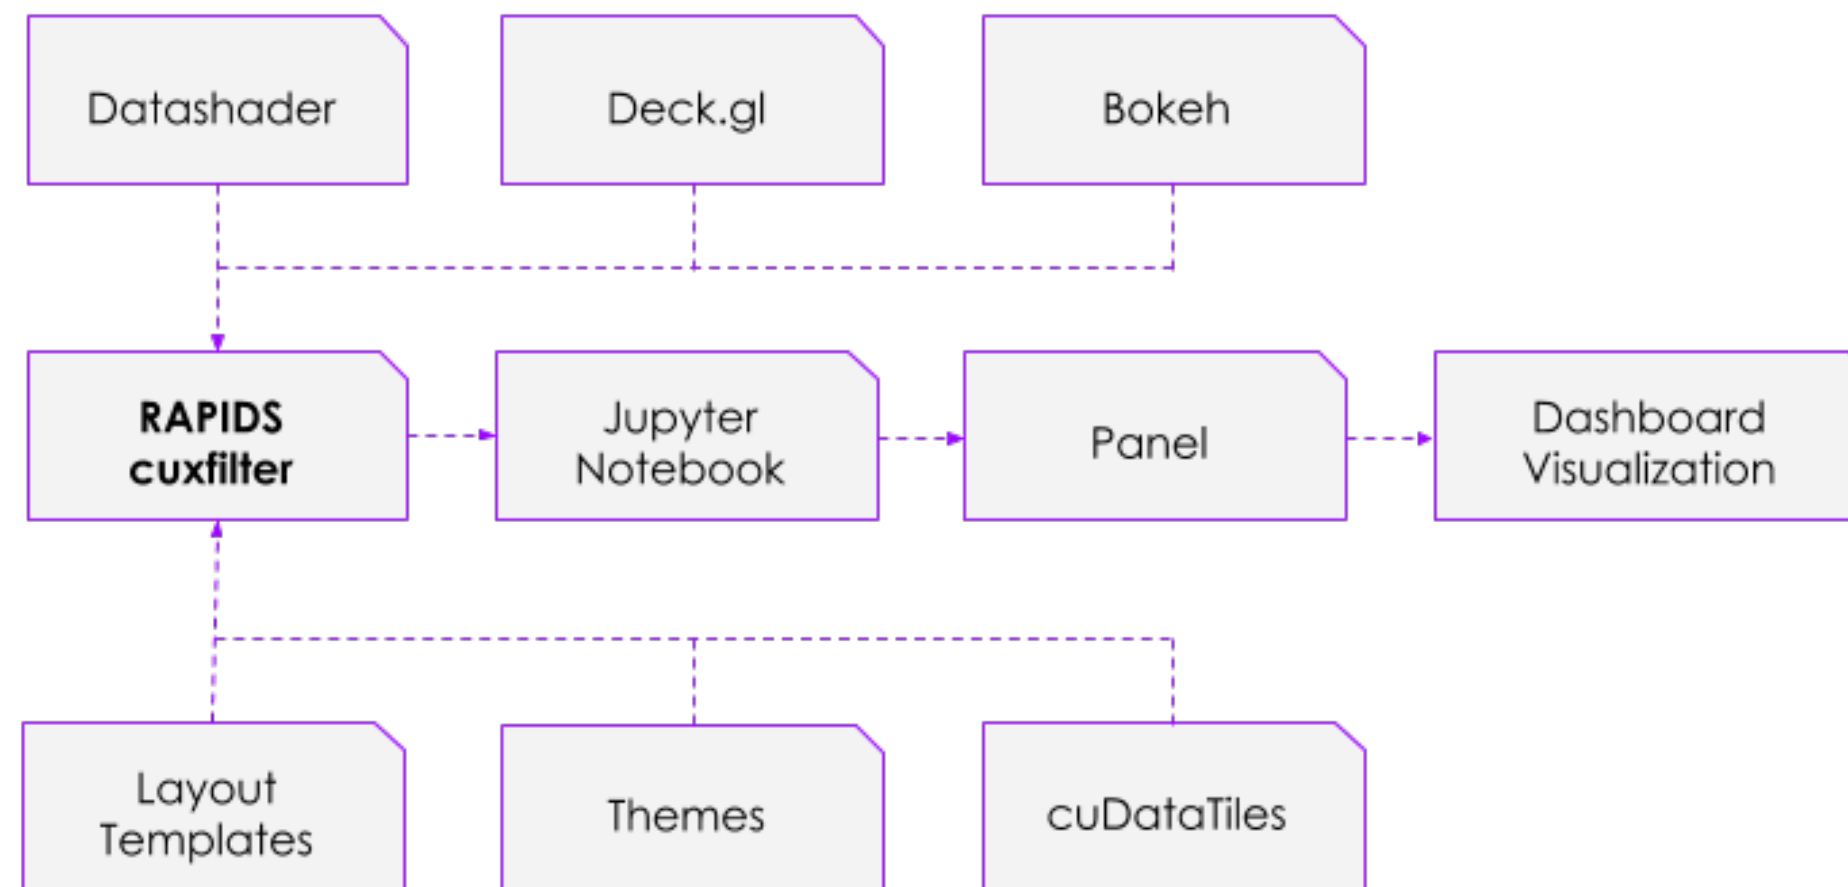 Datashader
Deck.gl
Bokeh
RAPIDS
cuxfilter
Jupyter
Notebook
Panel
Dashboard
Visualization
Layout
Templates
Themes
cuDataTiles